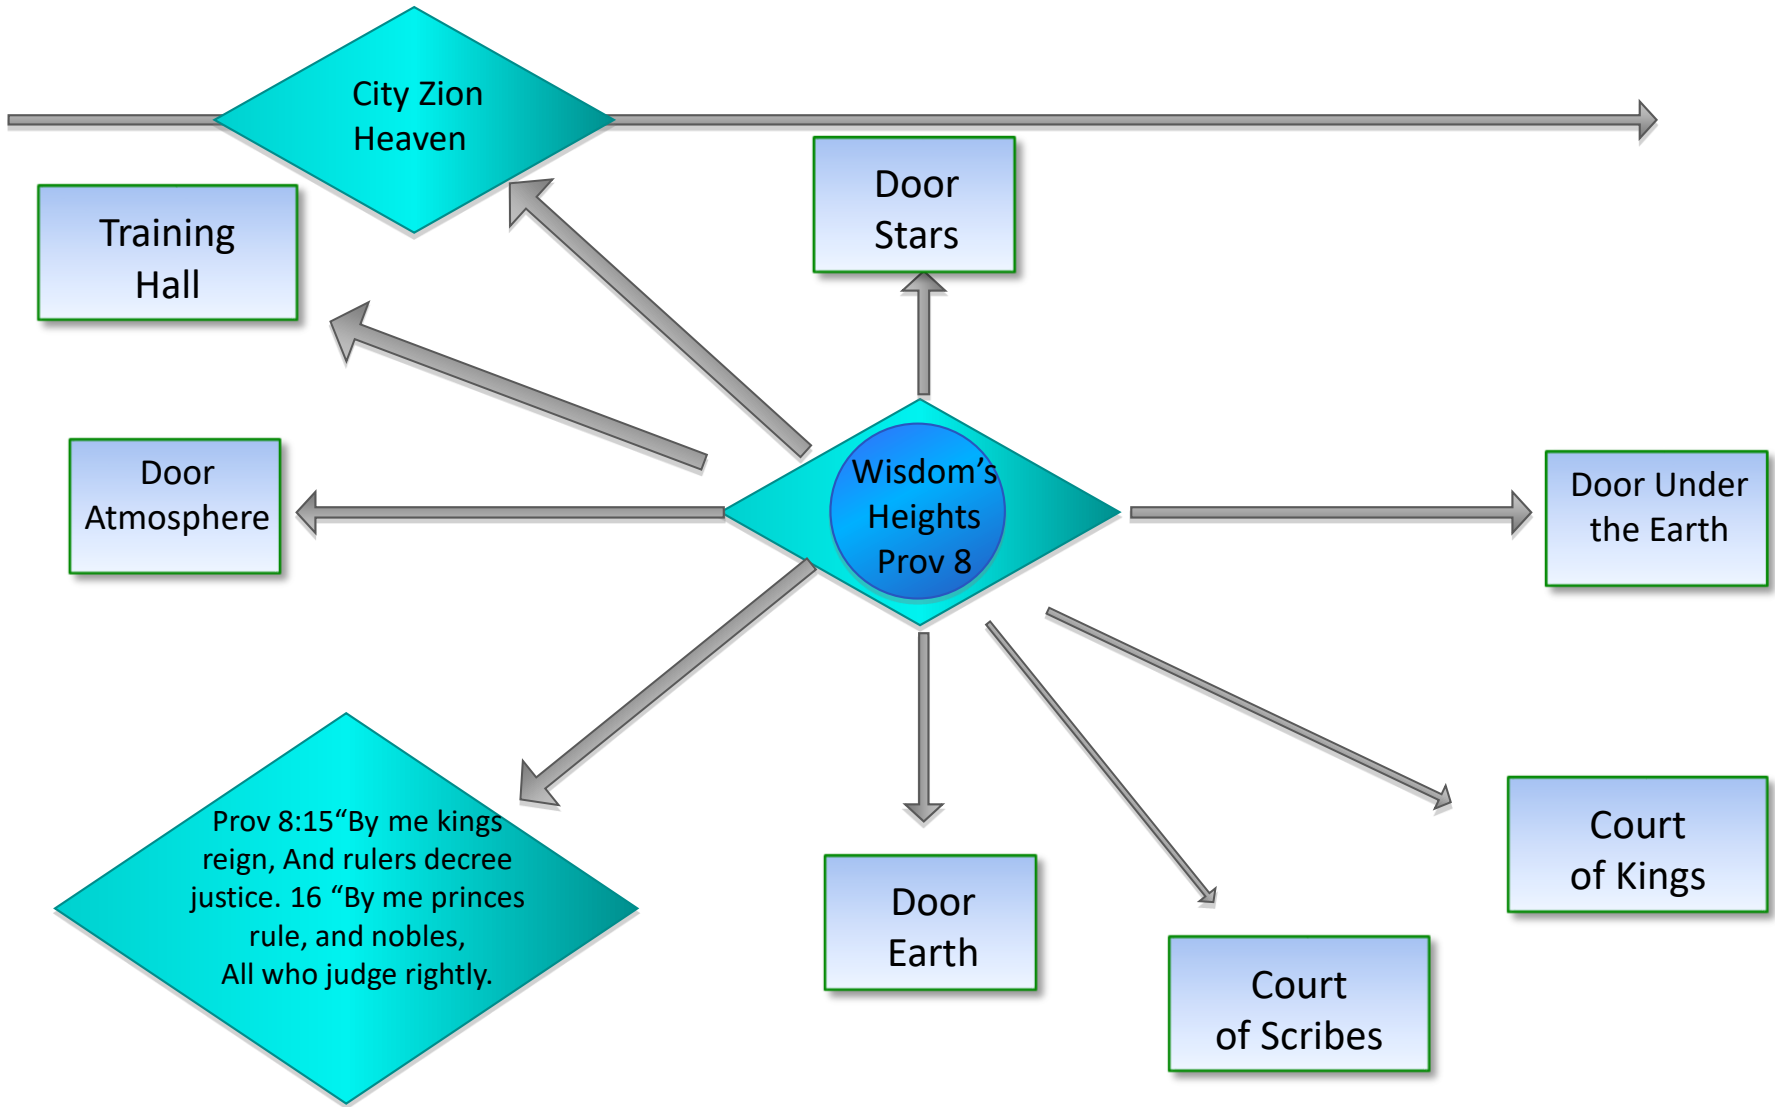 City Zion
Heaven
Door
Stars
Training
Hall
Door
Atmosphere
Wisdom’s
Heights
Prov 8
Door Under
the Earth
Prov 8:15“By me kings
reign, And rulers decree
justice. 16 “By me princes
rule, and nobles,
All who judge rightly.
Door
Earth
Court
of Scribes
Court
of Kings